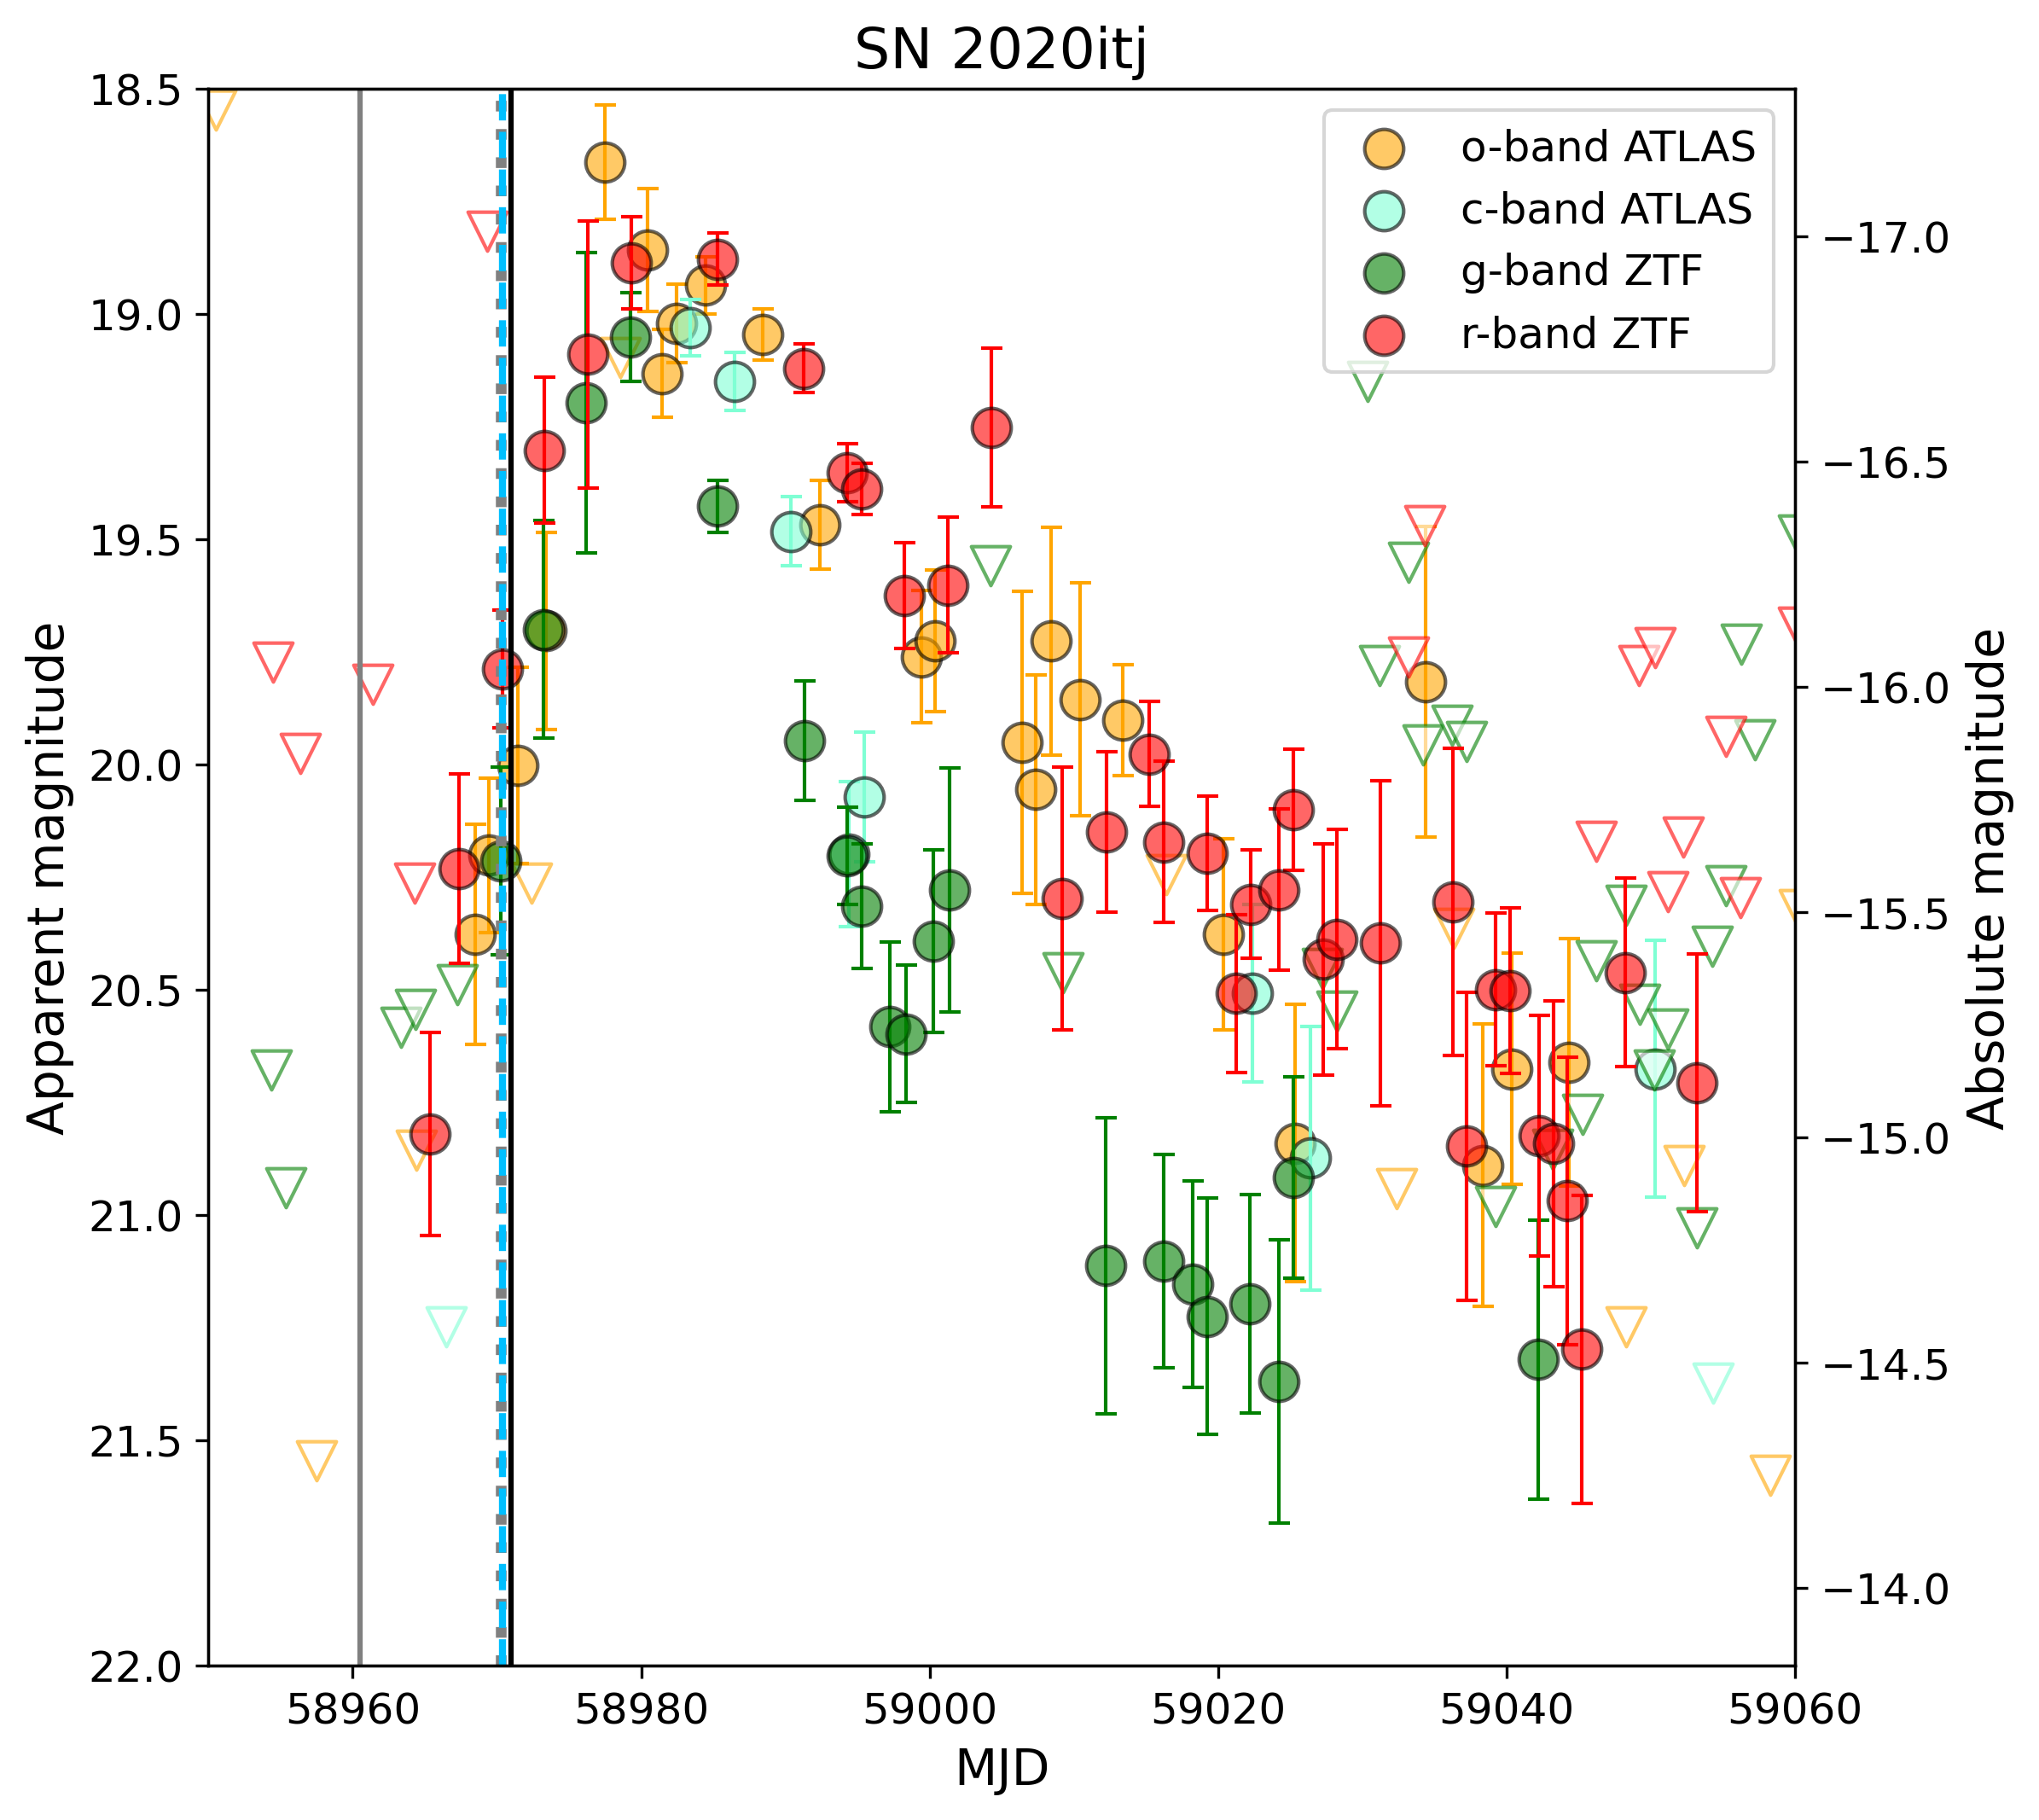 SN 2020itj
18.5
19.0
19.5
20.0
20.5
21.0
21.5
22.0
Apparent magnitude
o-band ATLAS
c-band ATLAS
g-band ZTF
r-band ZTF
−17.0
−16.5
−16.0
−15.5
−15.0
−14.5
−14.0
Absolute magnitude
58960
58980
59000
59020
59040
59060
MJD